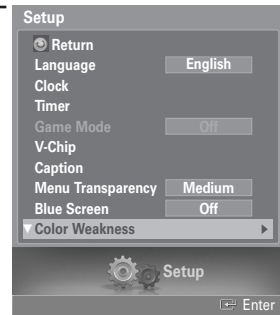 Setup
Return
Language English
Clock
Timer
Game Mode Off
V-Chip
Caption
Menu Transparency Medium
Blue Screen Off
Color Weakness
Setup
Enter